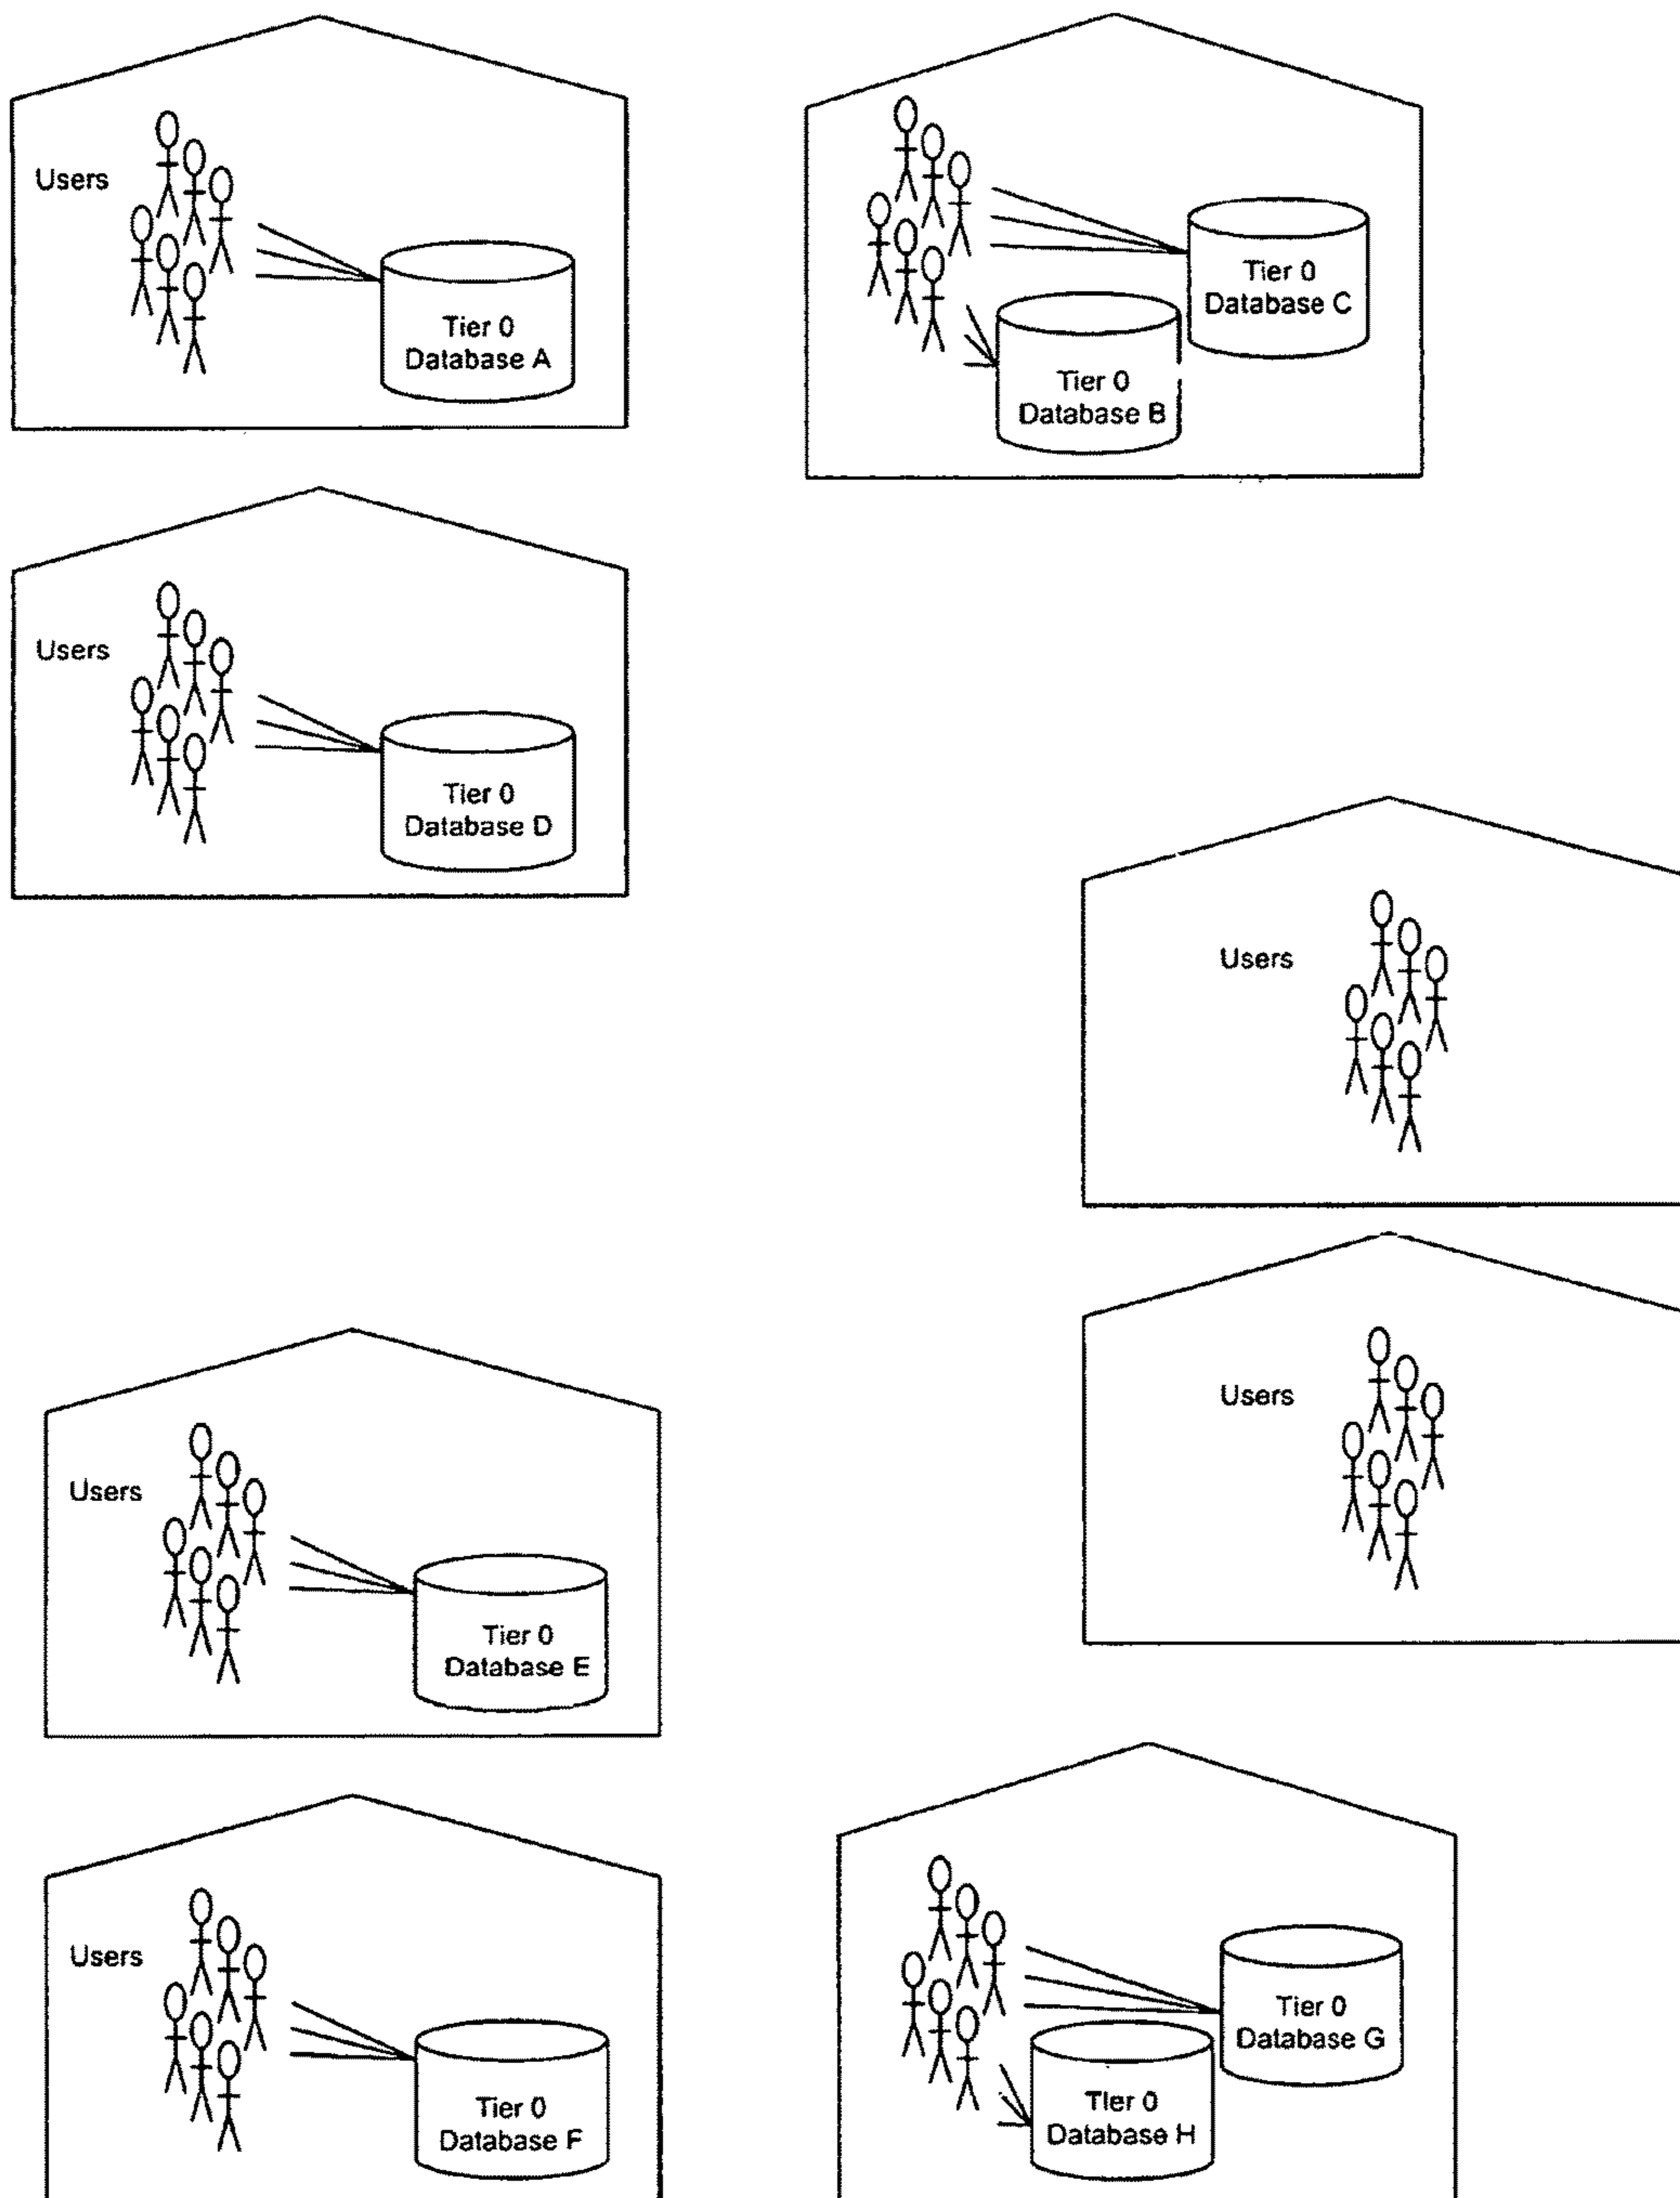 Users
Tier 0
Database A
Tier 0
Database C
Tier 0
Database B
Users
Tier 0
Database D
Users
Users
Users
Tier 0
Database E
Users
Tier 0
Database F
Tier 0
Database G
Tier 0
Database H